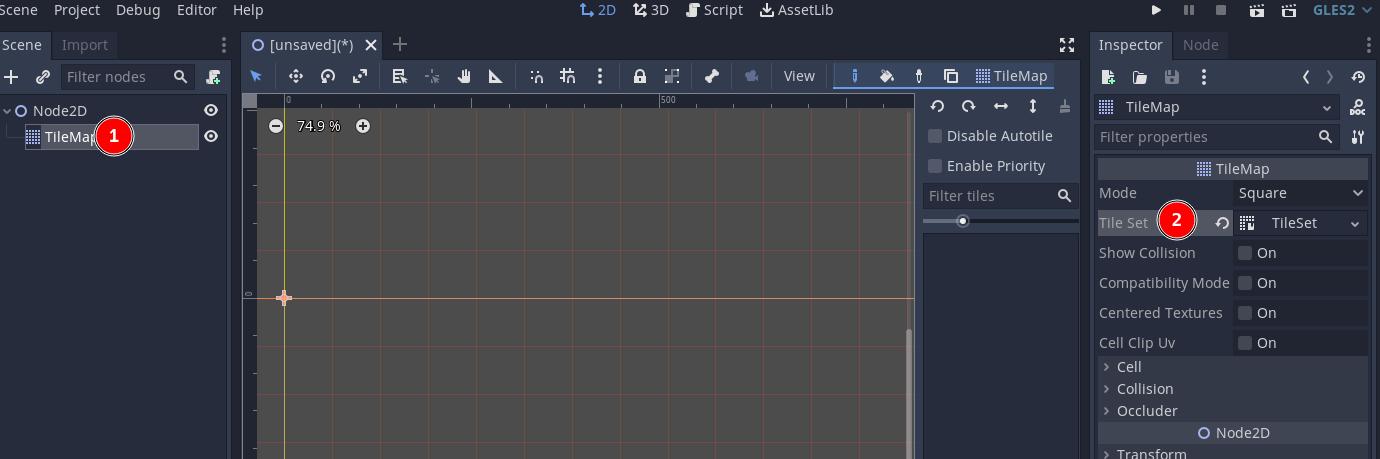 Scene Project Debug Editor Help 2D 3D Script AssetLib GLES2
Scene Import
Filter nodes
Node2D
TileMap 1
[unsaved](*)
View TileMap
0 500
74.9 %
0
Disable Autotile
Enable Priority
Filter tiles
Inspector Node
TileMap
DOC
Filter properties
TileMap
Mode Square
Tile Set 2 TileSet
Show Collision On
Compatibility Mode On
Centered Textures On
Cell Clip Uv On
Cell
Collision
Occluder
Node2D
Transform